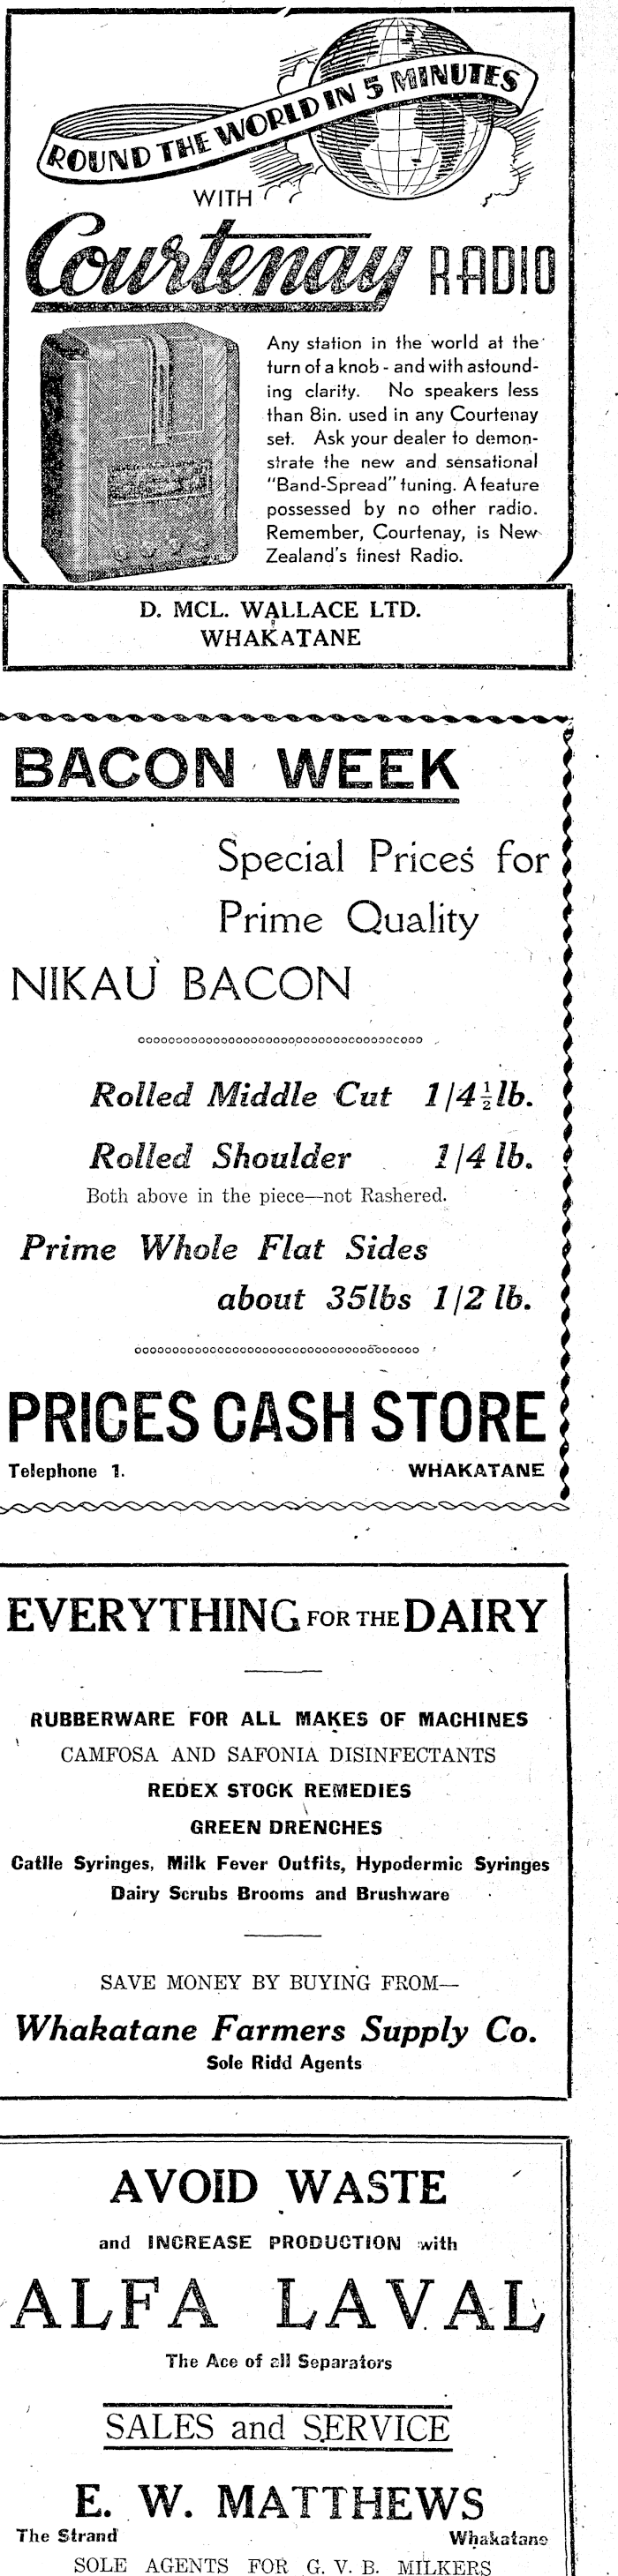 ROUND THE WORLD IN 5 MINUTES
WITH
Courtenay RADIO
Any station in the world at the
turn of a knob - and with astound-
ing clarity. No speakers less
than 8in. used in any Courtenay
set. Ask your dealer to demon-
strate the new and sensational
"Band-Spread" tuning. A feature
possessed by no other radio.
Remember, Courtenay, is New
Zealand's finest Radio.
D. MCL. WALLACE LTD.
WHAKATANE
BACON WEEK
Special Prices for
Prime Quality
NIKAU BACON
Rolled Middle Cut 1/4½lb.
Rolled Shoulder 1/4 lb.
Both above in the piece—not Rashered.
Prime Whole Flat Sides
about 35lbs 1/2 lb.
PRICES CASH STORE
Telephone 1. WHAKATANE
EVERYTHING FOR THE DAIRY
RUBBERWARE FOR ALL MAKES OF MACHINES
CAMFOSA AND SAFONIA DISINFECTANTS
REDEX STOCK REMEDIES
GREEN DRENCHES
Catlle Syringes, Milk Fever Outfits, Hypodermic Syringes
Dairy Scrubs Brooms and Brushware
SAVE MONEY BY BUYING FROM—
Whakatane Farmers Supply Co.
Sole Ridd Agents
AVOID WASTE
and INCREASE PRODUCTION with
ALFA LAVAL
The Ace of all Separators
SALES and SERVICE
E. W. MATTHEWS
The Strand Whakatane
SOLE AGENTS FOR G. V. B. MILKERS